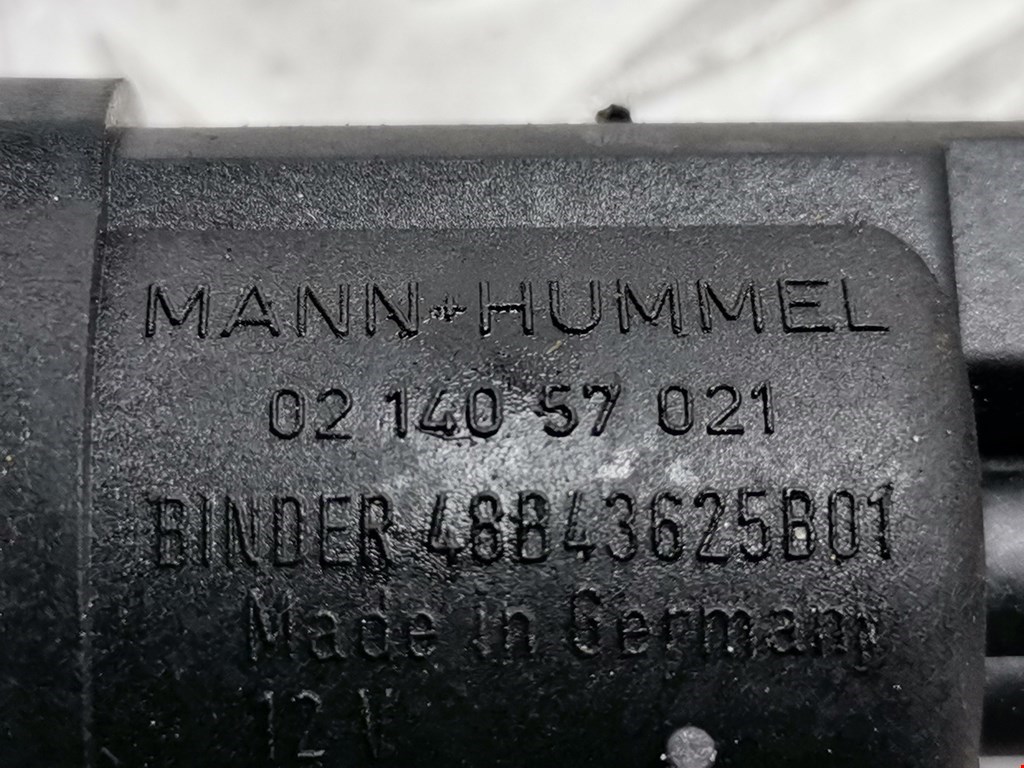 MANN+HUMMEL
02 140 57 021
BINDER 48B43625B01
Made in Germany
12 V